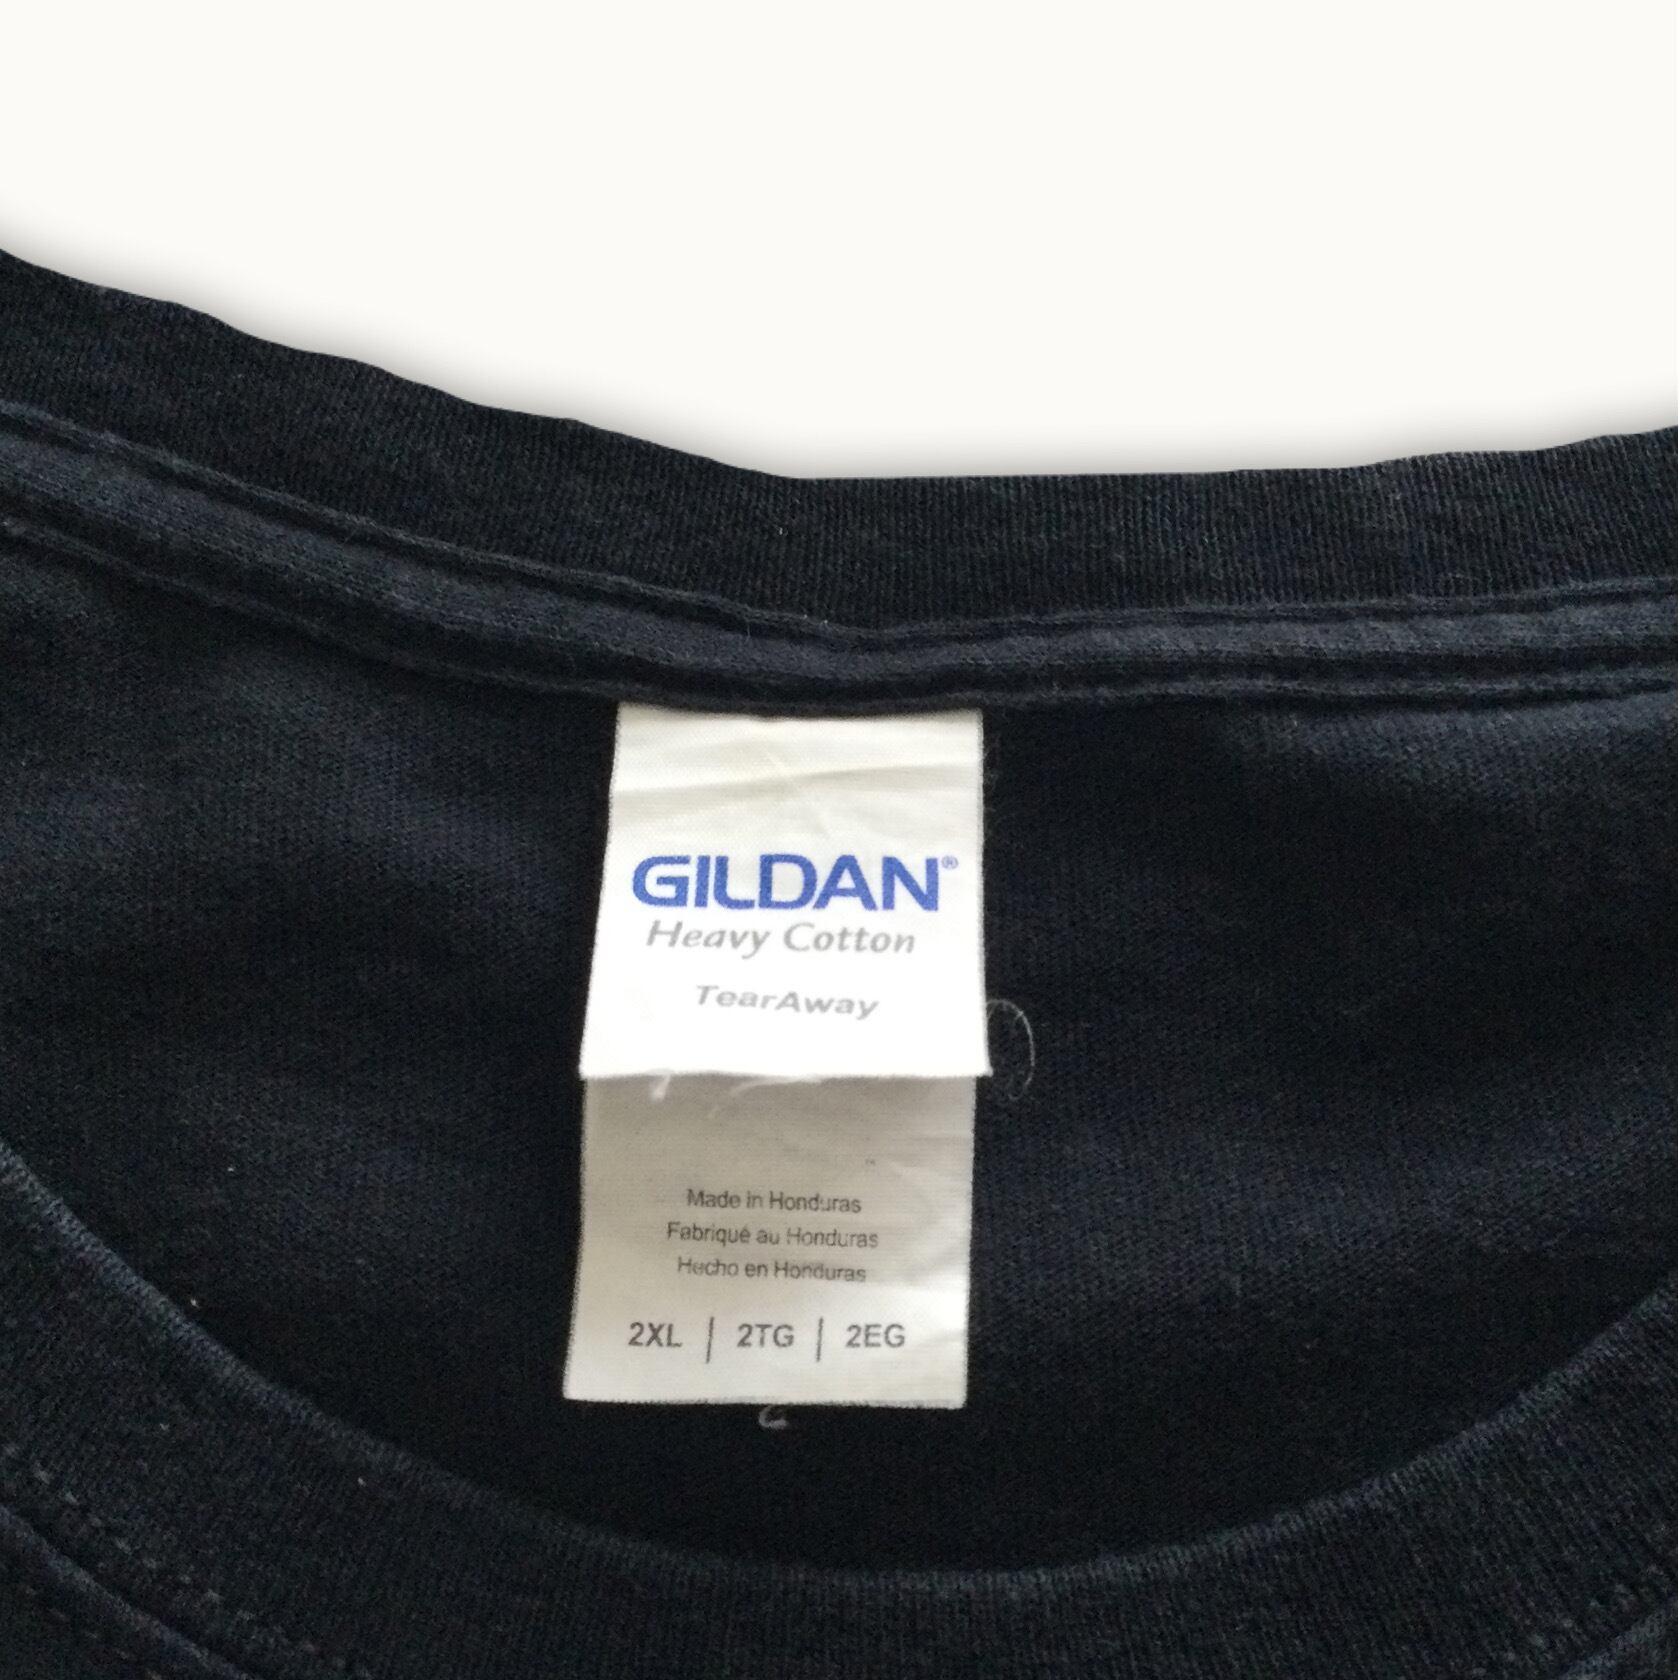 GILDAN®
Heavy Cotton
TearAway
Made in Honduras
Fabriqué au Honduras
Hecho en Honduras
2XL | 2TG | 2EG